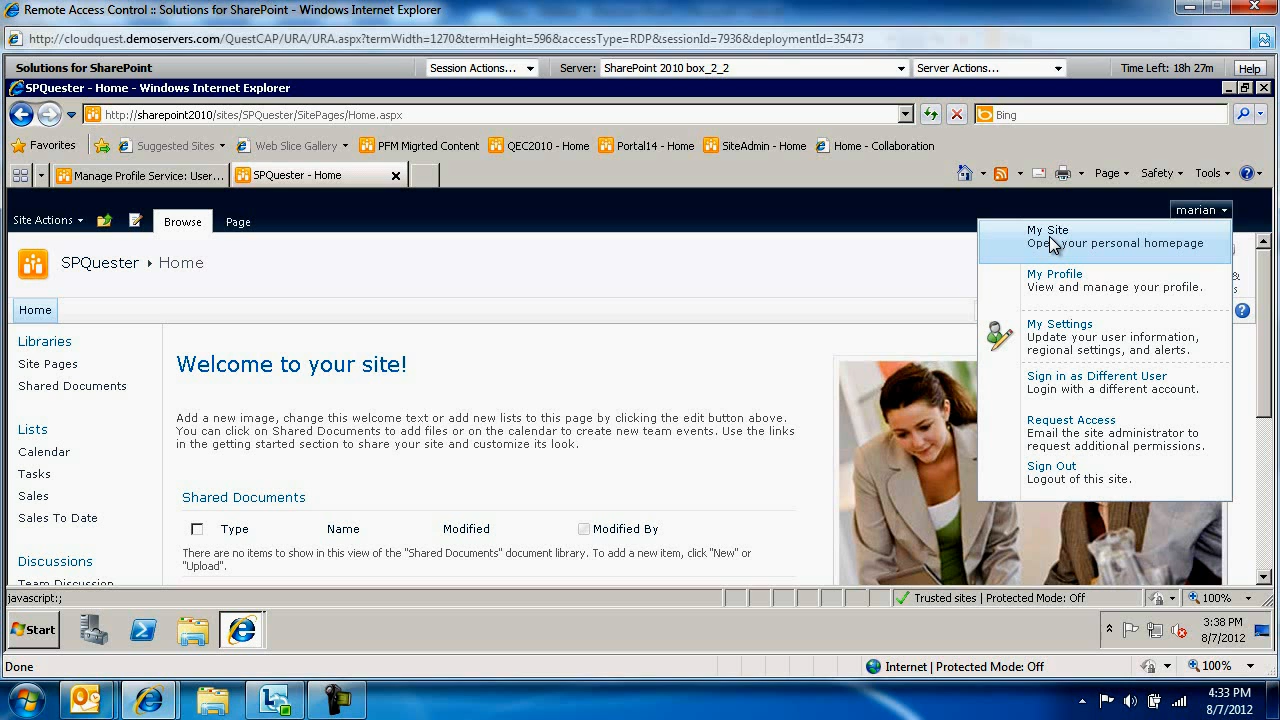 Remote Access Control :: Solutions for SharePoint - Windows Internet Explorer
http://cloudquest.demoservers.com/QuestCAP/URA/URA.aspx?termWidth=1270&termHeight=596&accessType=RDP&sessionId=7936&deploymentId=35473
Solutions for SharePoint Session Actions... Server: SharePoint 2010 box_2_2 Server Actions... Time Left: 18h 27m Help
SPQuester - Home - Windows Internet Explorer
http://sharepoint2010/sites/SPQuester/SitePages/Home.aspx Bing
Favorites Suggested Sites Web Slice Gallery PFM Migrted Content QEC2010 - Home Portal14 - Home SiteAdmin - Home Home - Collaboration
Manage Profile Service: User... SPQuester - Home Page Safety Tools
Site Actions Browse Page marian
My Site
Open your personal homepage
My Profile
View and manage your profile.
My Settings
Update your user information,
regional settings, and alerts.
Sign in as Different User
Login with a different account.
Request Access
Email the site administrator to
request additional permissions.
Sign Out
Logout of this site.
SPQuester Home
Home
Libraries
Site Pages
Shared Documents
Lists
Calendar
Tasks
Sales
Sales To Date
Discussions
Team Discussion
Welcome to your site!
Add a new image, change this welcome text or add new lists to this page by clicking the edit button above.
You can click on Shared Documents to add files or on the calendar to create new team events. Use the links
in the getting started section to share your site and customize its look.
Shared Documents
Type Name Modified Modified By
There are no items to show in this view of the "Shared Documents" document library. To add a new item, click "New" or
"Upload".
javascript:; Trusted sites | Protected Mode: Off 100%
Start 3:38 PM
8/7/2012
Done Internet | Protected Mode: Off 100%
4:33 PM
8/7/2012